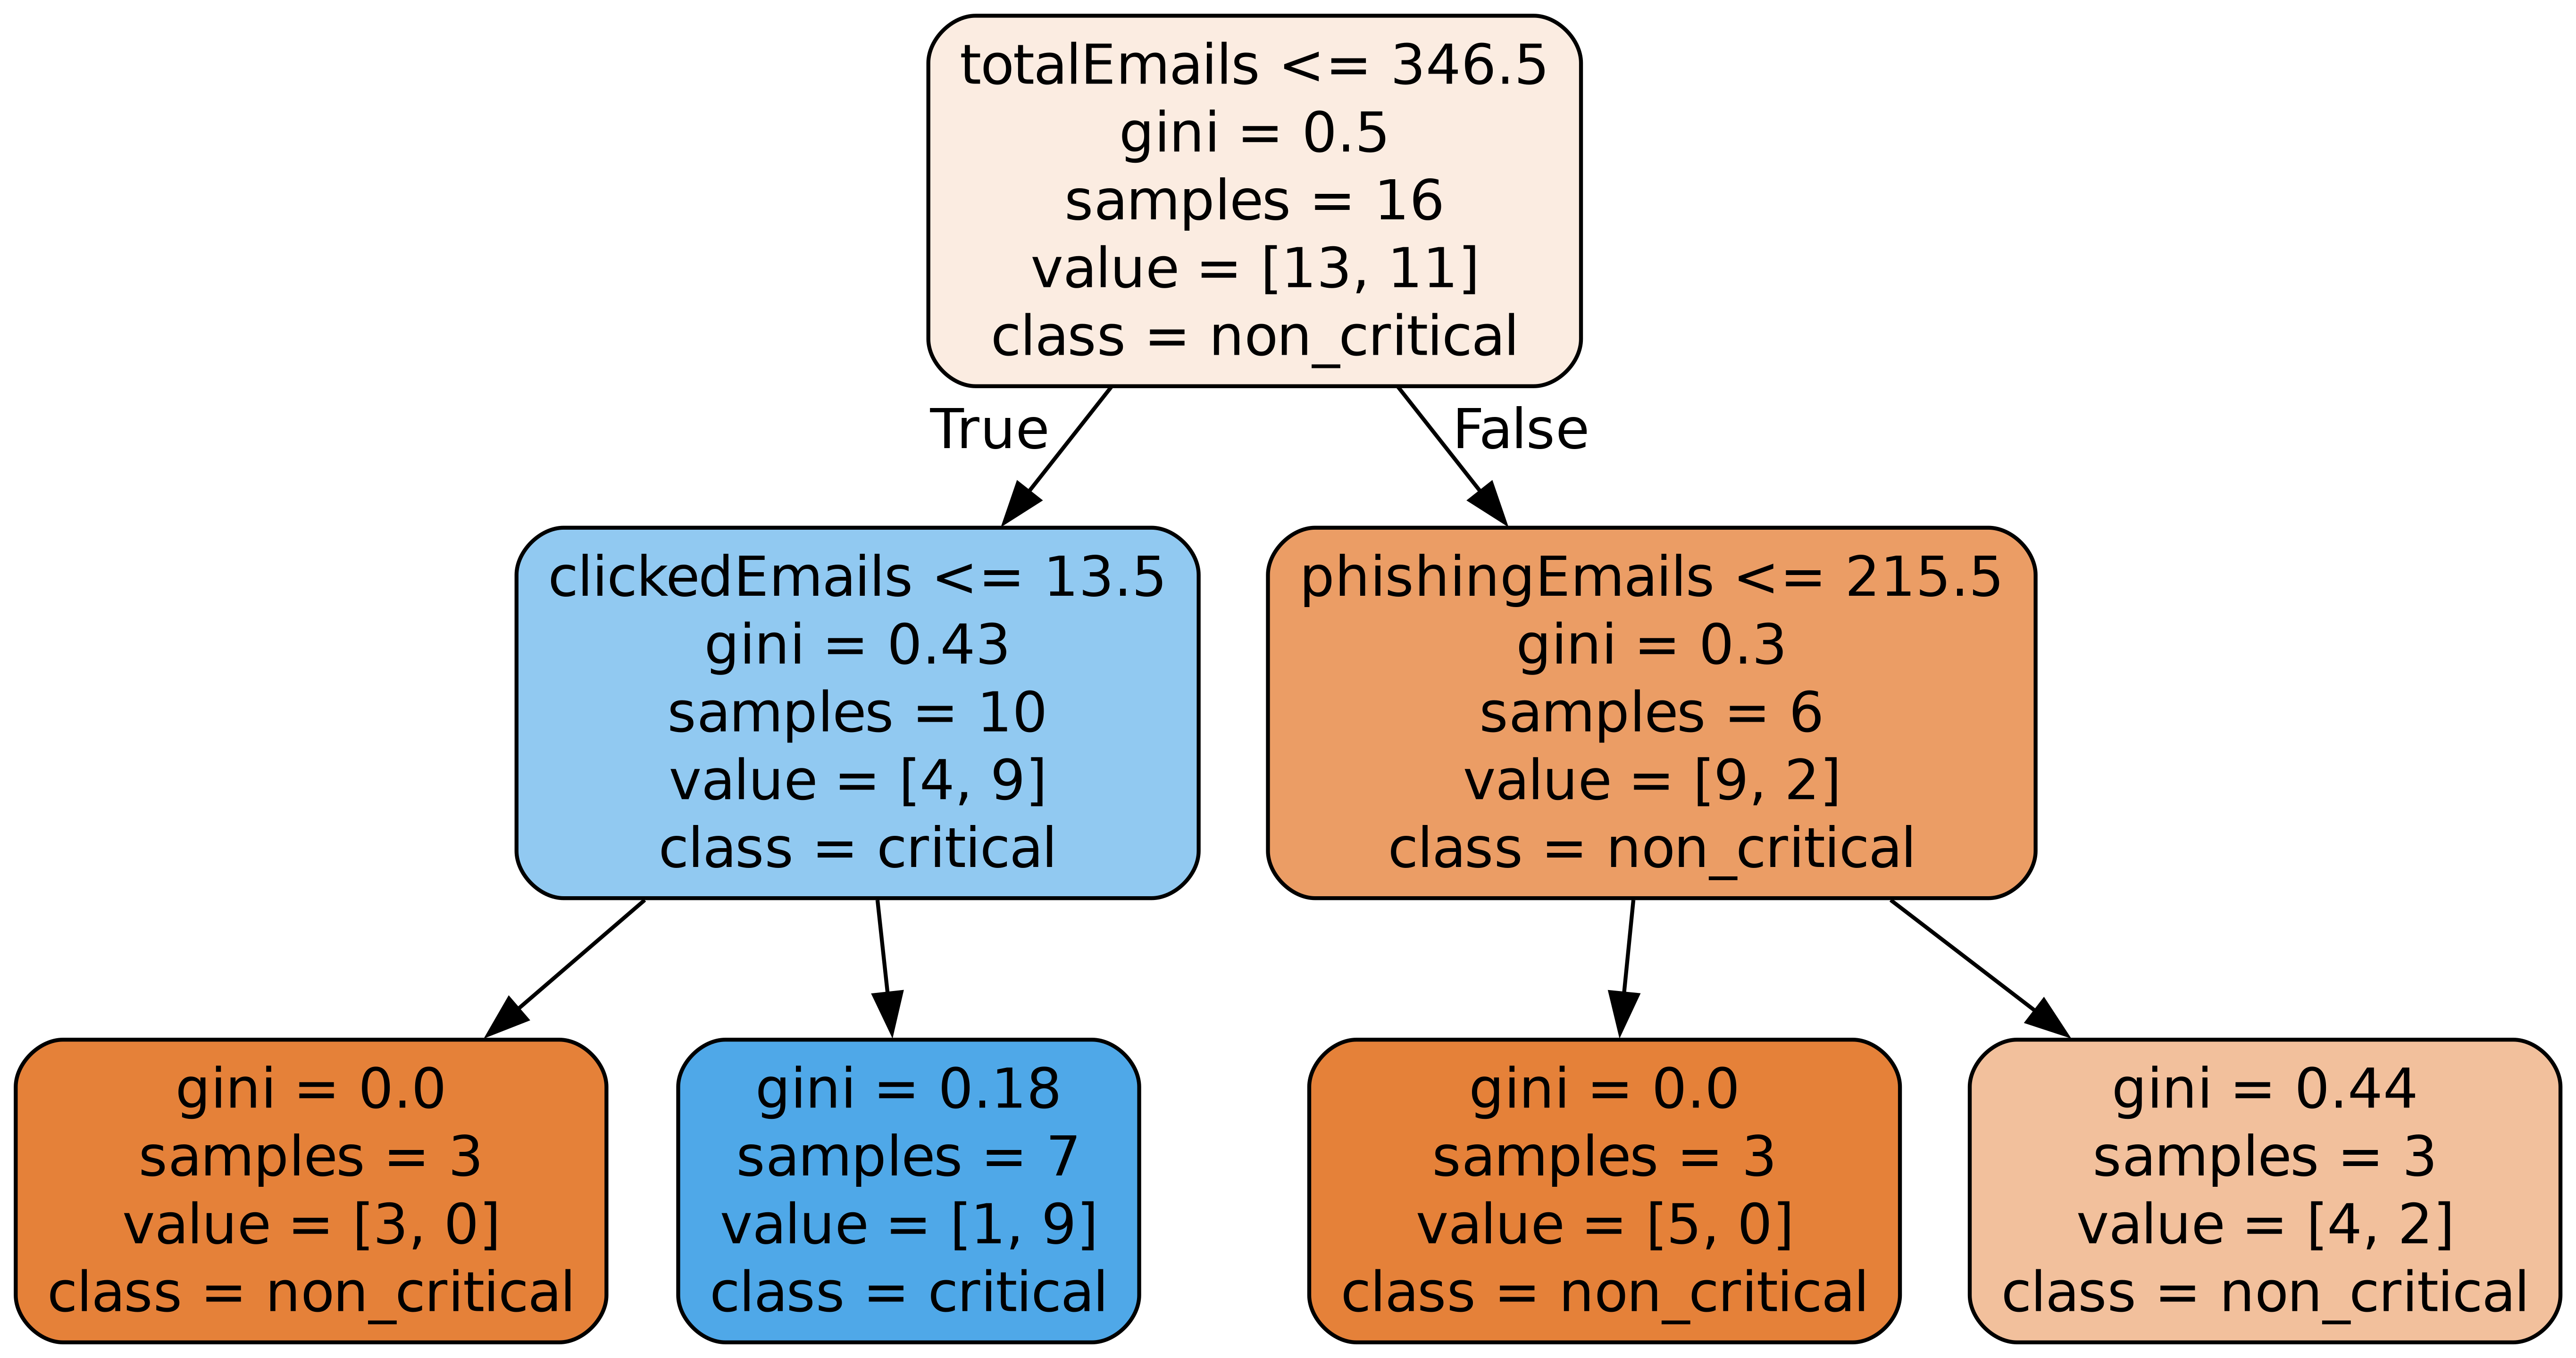 totalEmails <= 346.5
gini = 0.5
samples = 16
value = [13, 11]
class = non_critical
True
False
clickedEmails <= 13.5
gini = 0.43
samples = 10
value = [4, 9]
class = critical
phishingEmails <= 215.5
gini = 0.3
samples = 6
value = [9, 2]
class = non_critical
gini = 0.0
samples = 3
value = [3, 0]
class = non_critical
gini = 0.18
samples = 7
value = [1, 9]
class = critical
gini = 0.0
samples = 3
value = [5, 0]
class = non_critical
gini = 0.44
samples = 3
value = [4, 2]
class = non_critical